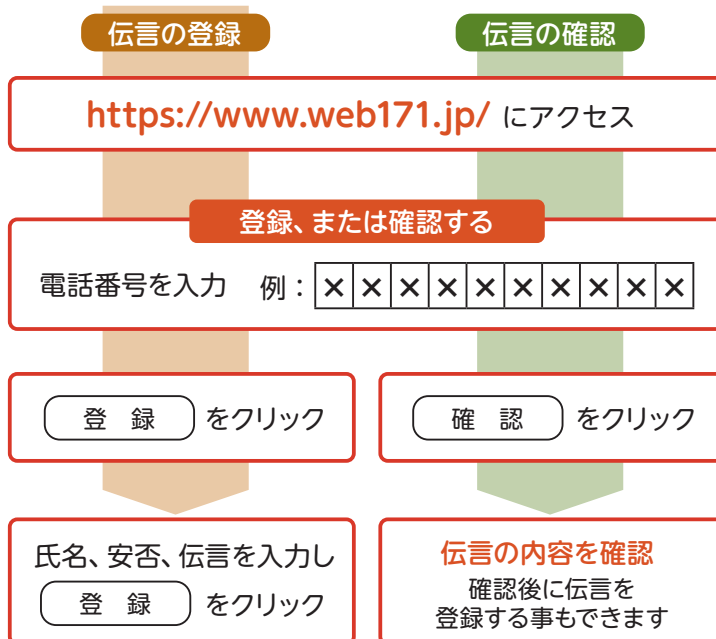 伝言の登録
伝言の確認
https://www.web171.jp/ にアクセス
登録、または確認する
電話番号を入力 例：××××××××××
登 録 をクリック
確 認 をクリック
氏名、安否、伝言を入力し
登 録 をクリック
伝言の内容を確認
確認後に伝言を
登録する事もできます